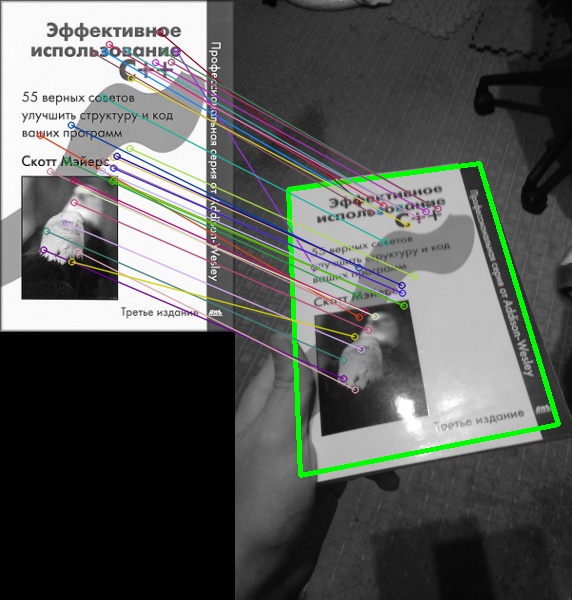 Эффективное
использование
C++
55 верных советов
улучшить структуру и код
ваших программ
Скотт Мэйерс
Третье издание
Профессиональная серия от Addison-Wesley
Эффективное
использование
C++
55 верных советов
улучшить структуру и код
ваших программ
Скотт Мэйерс
Третье издание
Профессиональная серия от Addison-Wesley